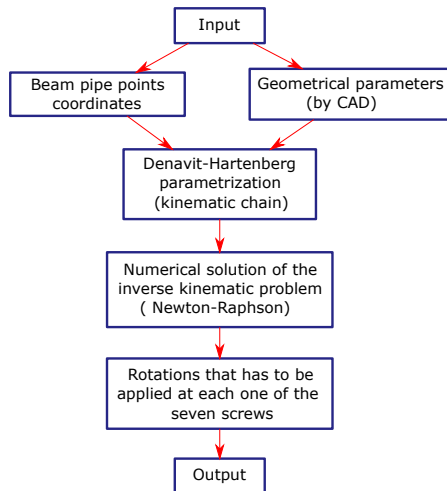 Input
Beam pipe points
coordinates
Geometrical parameters
(by CAD)
Denavit-Hartenberg
parametrization
(kinematic chain)
Numerical solution of the
inverse kinematic problem
( Newton-Raphson)
Rotations that has to be
applied at each one of the
seven screws
Output